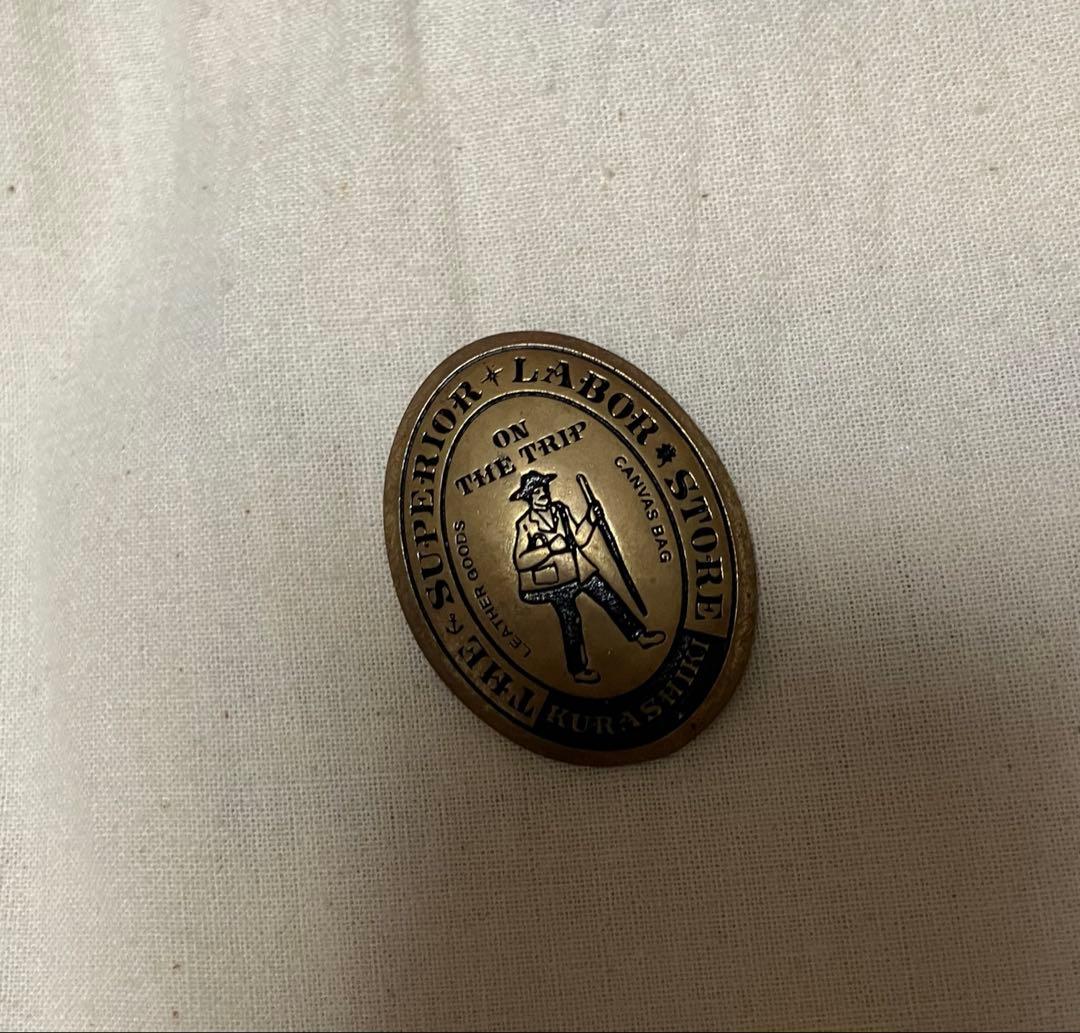 THE SUPERIOR LABOR STORE
KURASHIKI
ON
THE TRIP
LEATHER GOODS
CANVAS BAG